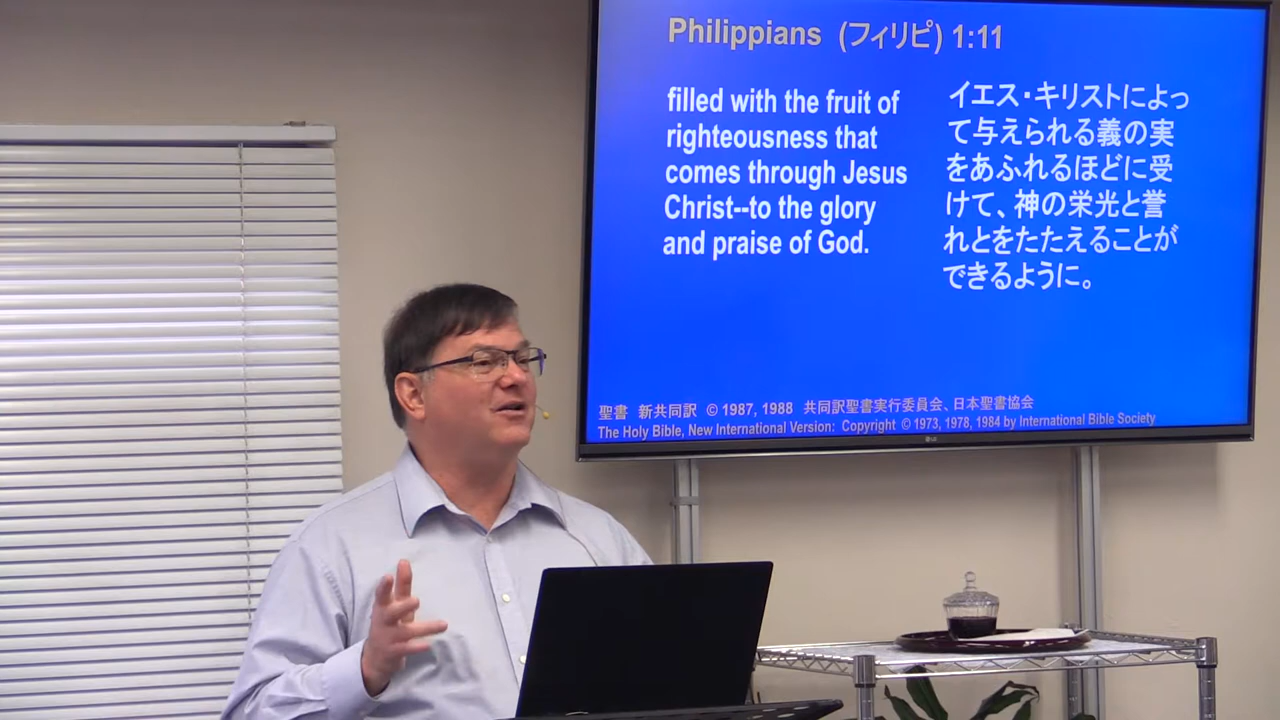 Philippians (フィリピ) 1:11
filled with the fruit of
righteousness that
comes through Jesus
Christ--to the glory
and praise of God.
イエス・キリストによっ
て与えられる義の実
をあふれるほどに受
けて、神の栄光と誉
れとをたたえることが
できるように。
聖書 新共同訳 © 1987, 1988 共同訳聖書実行委員会、日本聖書協会
The Holy Bible, New International Version: Copyright © 1973, 1978, 1984 by International Bible Society
LG